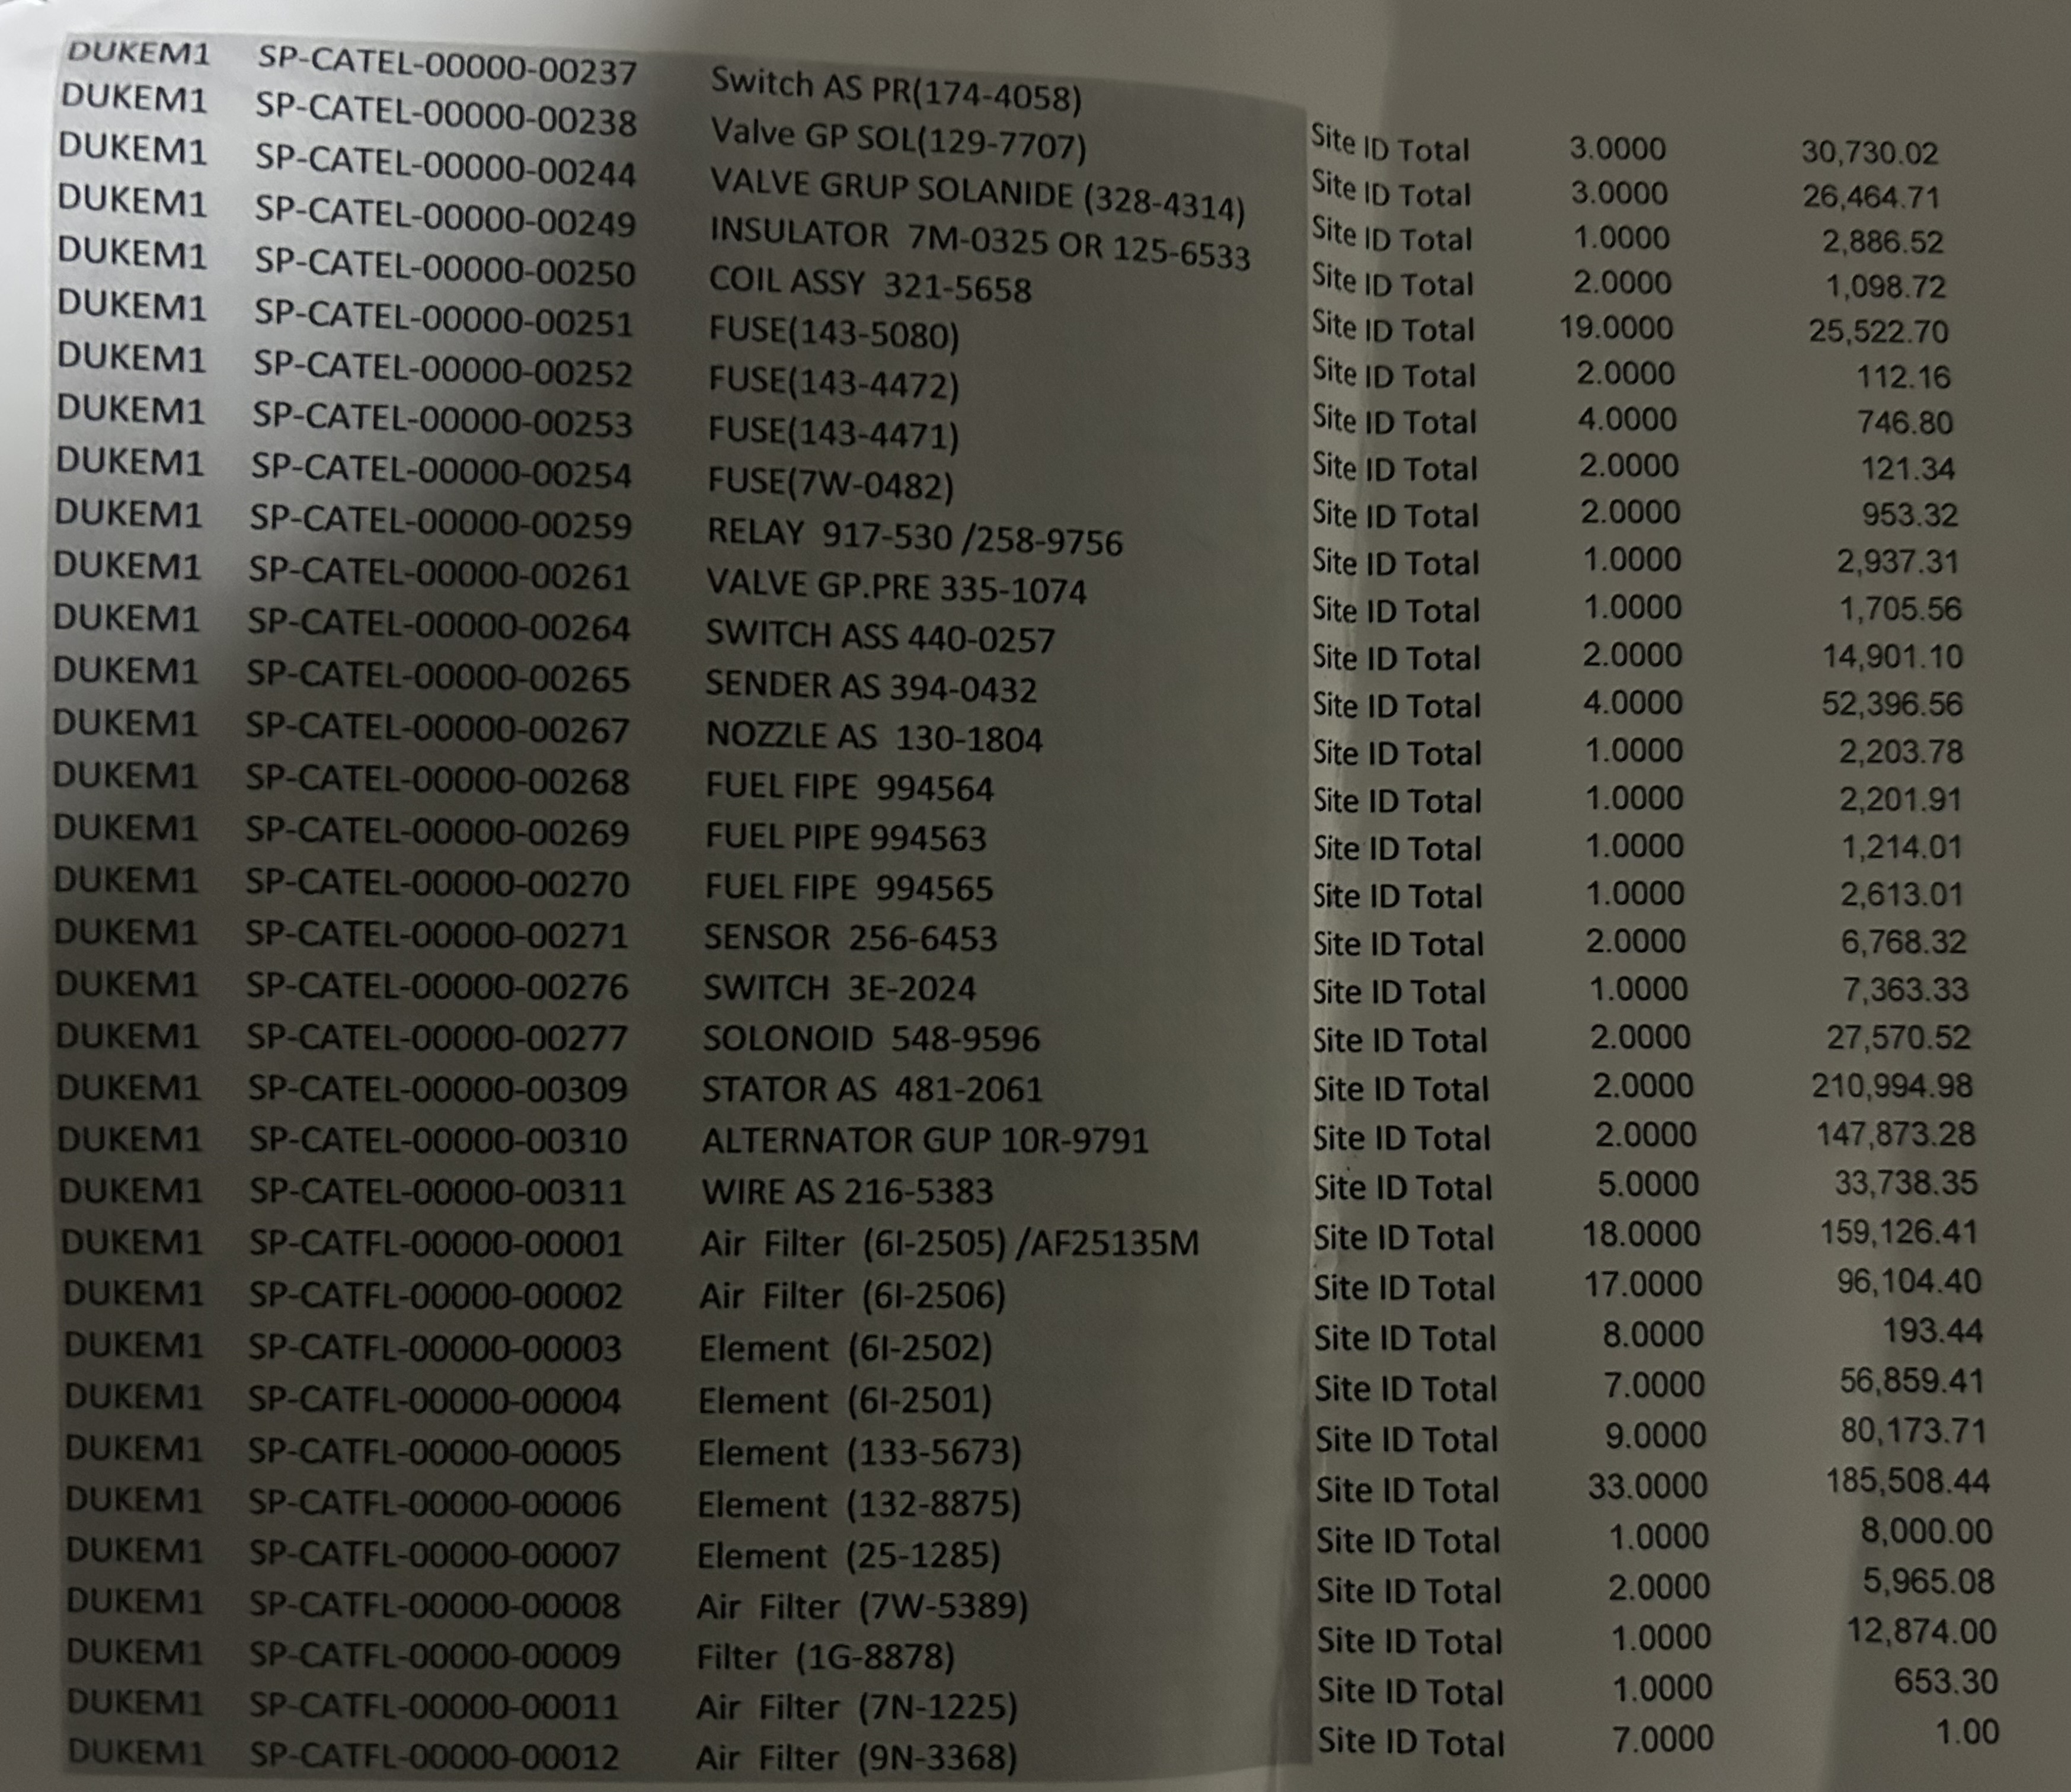 DUKEM1 SP-CATEL-00000-00237 Switch AS PR(174-4058) Site ID Total 3.0000 30,730.02
DUKEM1 SP-CATEL-00000-00238 Valve GP SOL(129-7707) Site ID Total 3.0000 26,464.71
DUKEM1 SP-CATEL-00000-00244 VALVE GRUP SOLANIDE (328-4314) Site ID Total 1.0000 2,886.52
DUKEM1 SP-CATEL-00000-00249 INSULATOR 7M-0325 OR 125-6533 Site ID Total 2.0000 1,098.72
DUKEM1 SP-CATEL-00000-00250 COIL ASSY 321-5658 Site ID Total 19.0000 25,522.70
DUKEM1 SP-CATEL-00000-00251 FUSE(143-5080) Site ID Total 2.0000 112.16
DUKEM1 SP-CATEL-00000-00252 FUSE(143-4472) Site ID Total 4.0000 746.80
DUKEM1 SP-CATEL-00000-00253 FUSE(143-4471) Site ID Total 2.0000 121.34
DUKEM1 SP-CATEL-00000-00254 FUSE(7W-0482) Site ID Total 2.0000 953.32
DUKEM1 SP-CATEL-00000-00259 RELAY 917-530 /258-9756 Site ID Total 1.0000 2,937.31
DUKEM1 SP-CATEL-00000-00261 VALVE GP.PRE 335-1074 Site ID Total 1.0000 1,705.56
DUKEM1 SP-CATEL-00000-00264 SWITCH ASS 440-0257 Site ID Total 2.0000 14,901.10
DUKEM1 SP-CATEL-00000-00265 SENDER AS 394-0432 Site ID Total 4.0000 52,396.56
DUKEM1 SP-CATEL-00000-00267 NOZZLE AS 130-1804 Site ID Total 1.0000 2,203.78
DUKEM1 SP-CATEL-00000-00268 FUEL FIPE 994564 Site ID Total 1.0000 2,201.91
DUKEM1 SP-CATEL-00000-00269 FUEL PIPE 994563 Site ID Total 1.0000 1,214.01
DUKEM1 SP-CATEL-00000-00270 FUEL FIPE 994565 Site ID Total 1.0000 2,613.01
DUKEM1 SP-CATEL-00000-00271 SENSOR 256-6453 Site ID Total 2.0000 6,768.32
DUKEM1 SP-CATEL-00000-00276 SWITCH 3E-2024 Site ID Total 1.0000 7,363.33
DUKEM1 SP-CATEL-00000-00277 SOLONOID 548-9596 Site ID Total 2.0000 27,570.52
DUKEM1 SP-CATEL-00000-00309 STATOR AS 481-2061 Site ID Total 2.0000 210,994.98
DUKEM1 SP-CATEL-00000-00310 ALTERNATOR GUP 10R-9791 Site ID Total 2.0000 147,873.28
DUKEM1 SP-CATEL-00000-00311 WIRE AS 216-5383 Site ID Total 5.0000 33,738.35
DUKEM1 SP-CATFL-00000-00001 Air Filter (6I-2505) /AF25135M Site ID Total 18.0000 159,126.41
DUKEM1 SP-CATFL-00000-00002 Air Filter (6I-2506) Site ID Total 17.0000 96,104.40
DUKEM1 SP-CATFL-00000-00003 Element (6I-2502) Site ID Total 8.0000 193.44
DUKEM1 SP-CATFL-00000-00004 Element (6I-2501) Site ID Total 7.0000 56,859.41
DUKEM1 SP-CATFL-00000-00005 Element (133-5673) Site ID Total 9.0000 80,173.71
DUKEM1 SP-CATFL-00000-00006 Element (132-8875) Site ID Total 33.0000 185,508.44
DUKEM1 SP-CATFL-00000-00007 Element (25-1285) Site ID Total 1.0000 8,000.00
DUKEM1 SP-CATFL-00000-00008 Air Filter (7W-5389) Site ID Total 2.0000 5,965.08
DUKEM1 SP-CATFL-00000-00009 Filter (1G-8878) Site ID Total 1.0000 12,874.00
DUKEM1 SP-CATFL-00000-00011 Air Filter (7N-1225) Site ID Total 1.0000 653.30
DUKEM1 SP-CATFL-00000-00012 Air Filter (9N-3368) Site ID Total 7.0000 1.00